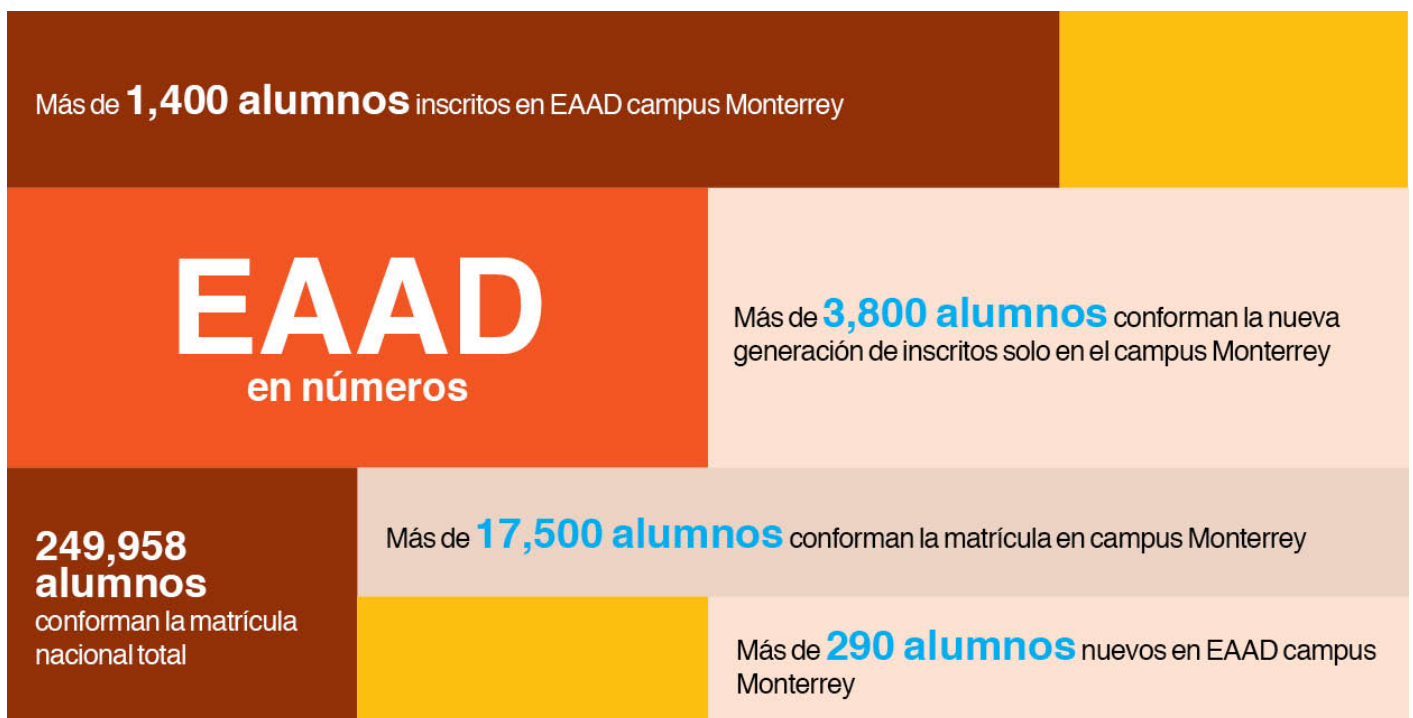 Más de 1,400 alumnos inscritos en EAAD campus Monterrey
EAAD
en números
Más de 3,800 alumnos conforman la nueva
generación de inscritos solo en el campus Monterrey
249,958
alumnos
conforman la matrícula
nacional total
Más de 17,500 alumnos conforman la matrícula en campus Monterrey
Más de 290 alumnos nuevos en EAAD campus
Monterrey